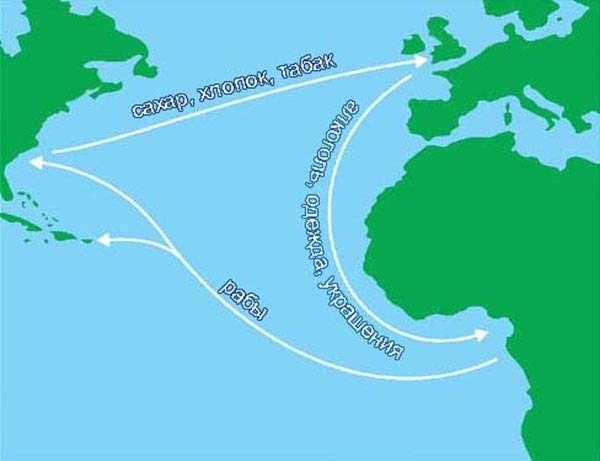 сахар, хлопок, табак
алкоголь, одежда, украшения
рабы